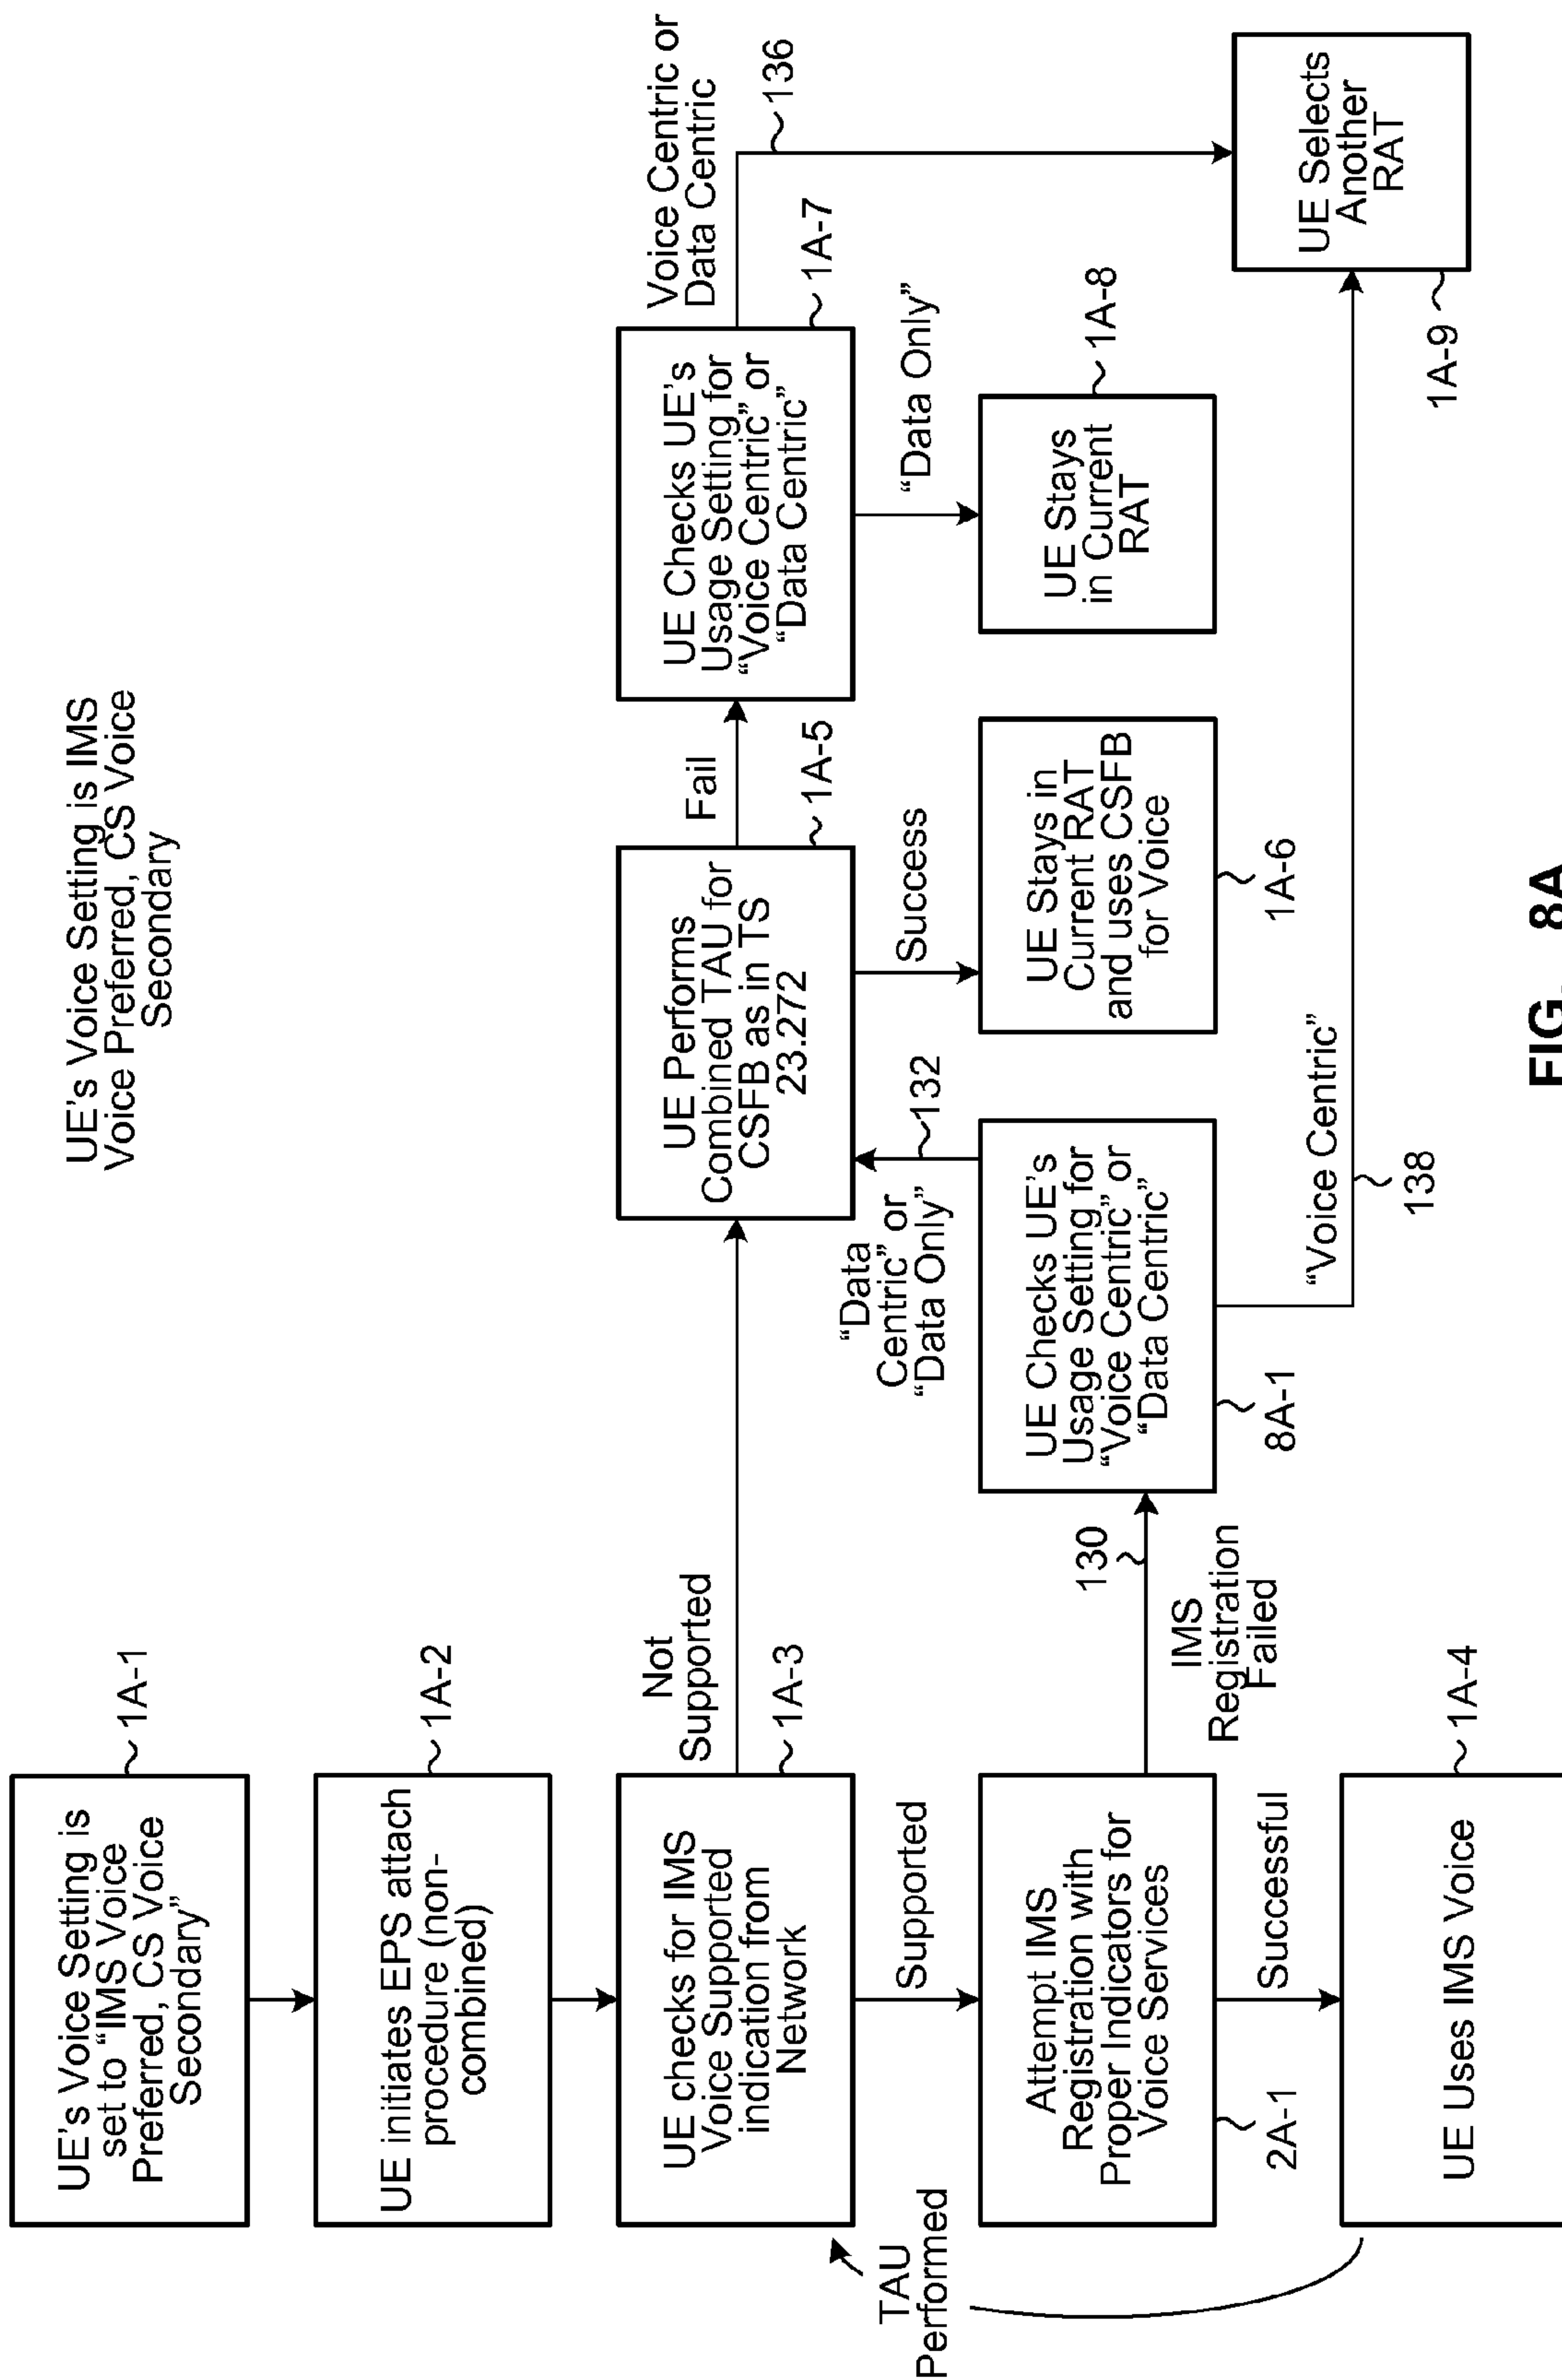 UE's Voice Setting is IMS
Voice Preferred, CS Voice
Secondary
UE's Voice Setting is
set to “IMS Voice
Preferred, CS Voice
Secondary”
1A-1
UE initiates EPS attach
procedure (non-
combined)
1A-2
UE checks for IMS
Voice Supported
indication from
Network
1A-3
Not
Supported
Supported
TAU
Performed
Attempt IMS
Registration with
Proper Indicators for
Voice Services
2A-1
Successful
UE Uses IMS Voice
1A-4
130
IMS
Registration
Failed
UE Checks UE's
Usage Setting for
“Voice Centric” or
“Data Centric”
8A-1
“Data
Centric” or
“Data Only”
132
“Voice Centric”
138
UE Performs
Combined TAU for
CSFB as in TS
23.272
1A-5
Success
UE Stays in
Current RAT
and uses CSFB
for Voice
1A-6
Fail
UE Checks UE's
Usage Setting for
“Voice Centric” or
“Data Centric”
1A-7
“Data Only”
UE Stays
in Current
RAT
1A-8
Voice Centric or
Data Centric
136
UE Selects
Another
RAT
1A-9
FIG. 8A